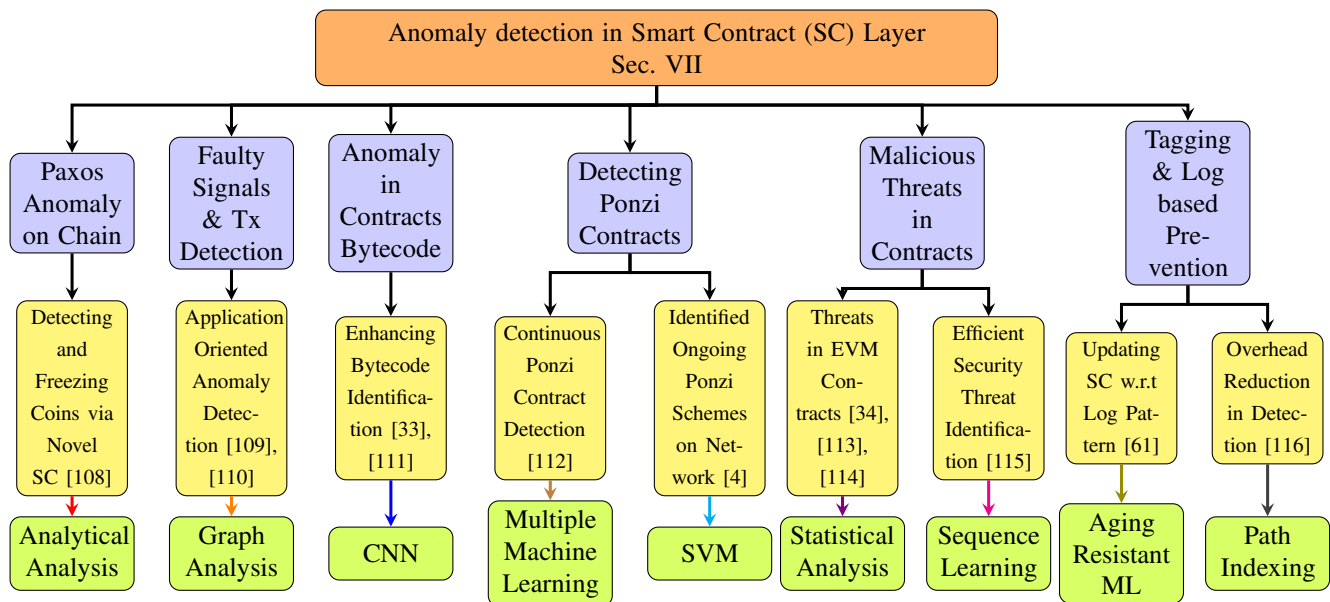 Anomaly detection in Smart Contract (SC) Layer
Sec. VII
Paxos
Anomaly
on Chain
Faulty
Signals
& Tx
Detection
Anomaly
in
Contracts
Bytecode
Detecting
Ponzi
Contracts
Malicious
Threats
in
Contracts
Tagging
& Log
based
Pre-
vention
Detecting
and
Freezing
Coins via
Novel
SC [108]
Application
Oriented
Anomaly
Detec-
tion [109],
[110]
Enhancing
Bytecode
Identifica-
tion [33],
[111]
Continuous
Ponzi
Contract
Detection
[112]
Identified
Ongoing
Ponzi
Schemes
on Net-
work [4]
Threats
in EVM
Con-
tracts [34],
[113],
[114]
Efficient
Security
Threat
Identifica-
tion [115]
Updating
SC w.r.t
Log Pat-
tern [61]
Overhead
Reduction
in Detec-
tion [116]
Analytical
Analysis
Graph
Analysis
CNN
Multiple
Machine
Learning
SVM
Statistical
Analysis
Sequence
Learning
Aging
Resistant
ML
Path
Indexing